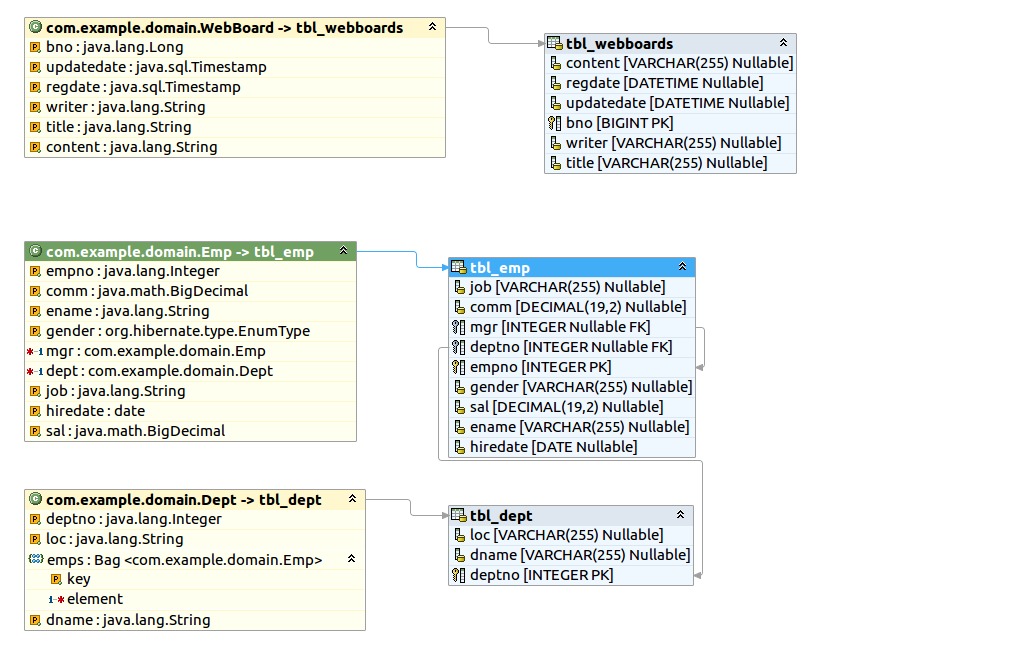 com.example.domain.WebBoard -> tbl_webboards
bno : java.lang.Long
updatedate : java.sql.Timestamp
regdate : java.sql.Timestamp
writer : java.lang.String
title : java.lang.String
content : java.lang.String
tbl_webboards
content [VARCHAR(255) Nullable]
regdate [DATETIME Nullable]
updatedate [DATETIME Nullable]
bno [BIGINT PK]
writer [VARCHAR(255) Nullable]
title [VARCHAR(255) Nullable]
com.example.domain.Emp -> tbl_emp
empno : java.lang.Integer
comm : java.math.BigDecimal
ename : java.lang.String
gender : org.hibernate.type.EnumType
mgr : com.example.domain.Emp
dept : com.example.domain.Dept
job : java.lang.String
hiredate : date
sal : java.math.BigDecimal
tbl_emp
job [VARCHAR(255) Nullable]
comm [DECIMAL(19,2) Nullable]
mgr [INTEGER Nullable FK]
deptno [INTEGER Nullable FK]
empno [INTEGER PK]
gender [VARCHAR(255) Nullable]
sal [DECIMAL(19,2) Nullable]
ename [VARCHAR(255) Nullable]
hiredate [DATE Nullable]
com.example.domain.Dept -> tbl_dept
deptno : java.lang.Integer
loc : java.lang.String
emps : Bag <com.example.domain.Emp>
key
element
dname : java.lang.String
tbl_dept
loc [VARCHAR(255) Nullable]
dname [VARCHAR(255) Nullable]
deptno [INTEGER PK]